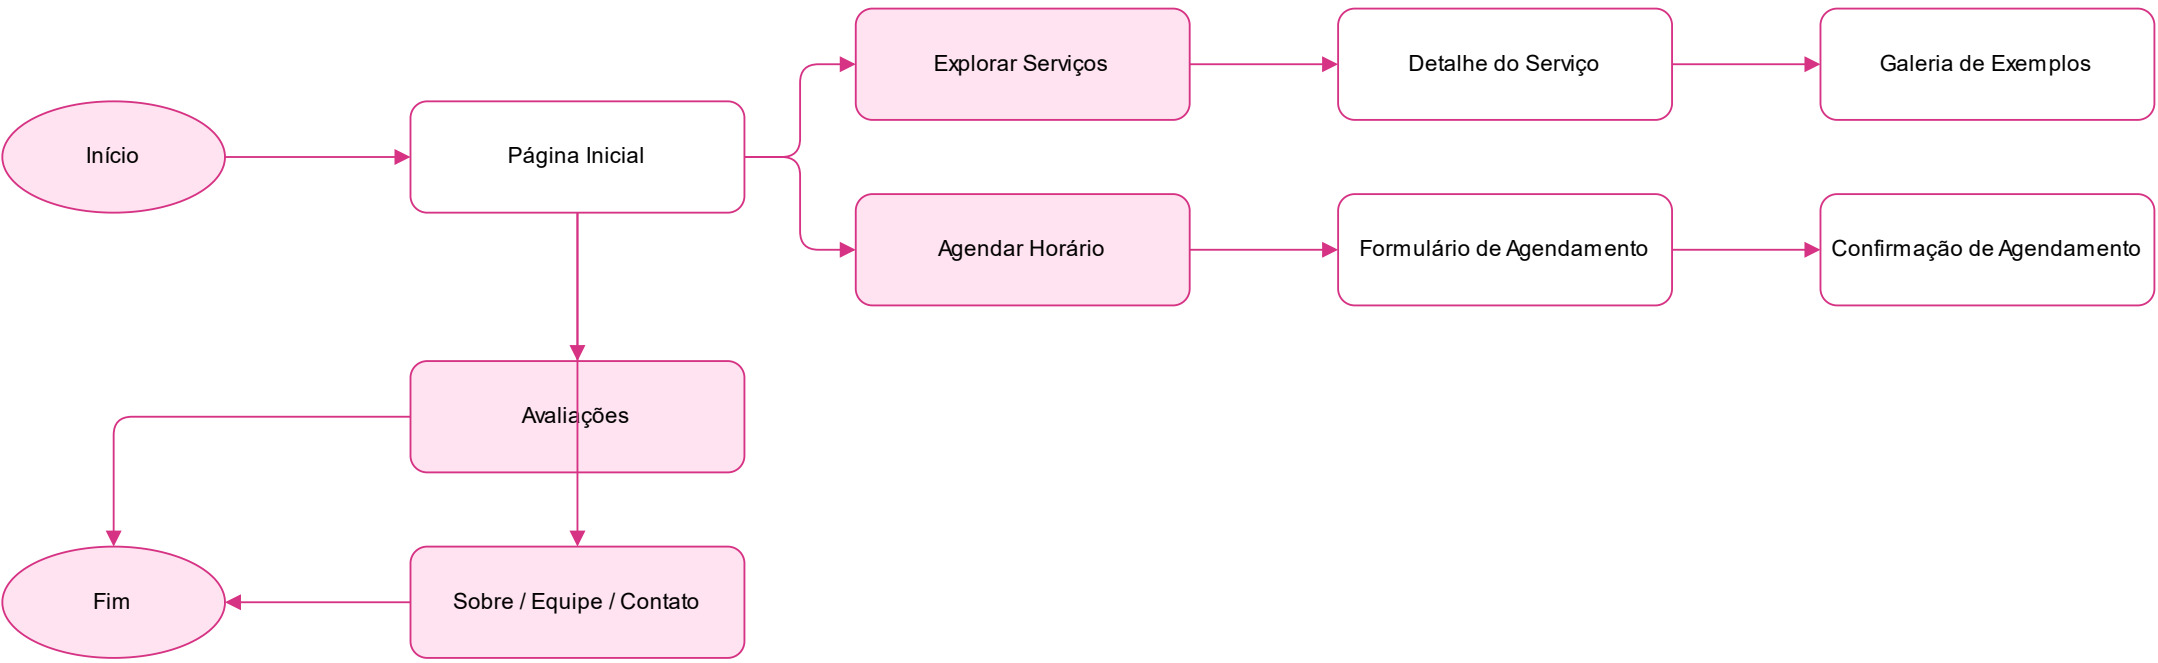 Explorar Serviços
Detalhe do Serviço
Galeria de Exemplos
Início
Página Inicial
Agendar Horário
Formulário de Agendamento
Confirmação de Agendamento
Avaliações
Fim
Sobre / Equipe / Contato